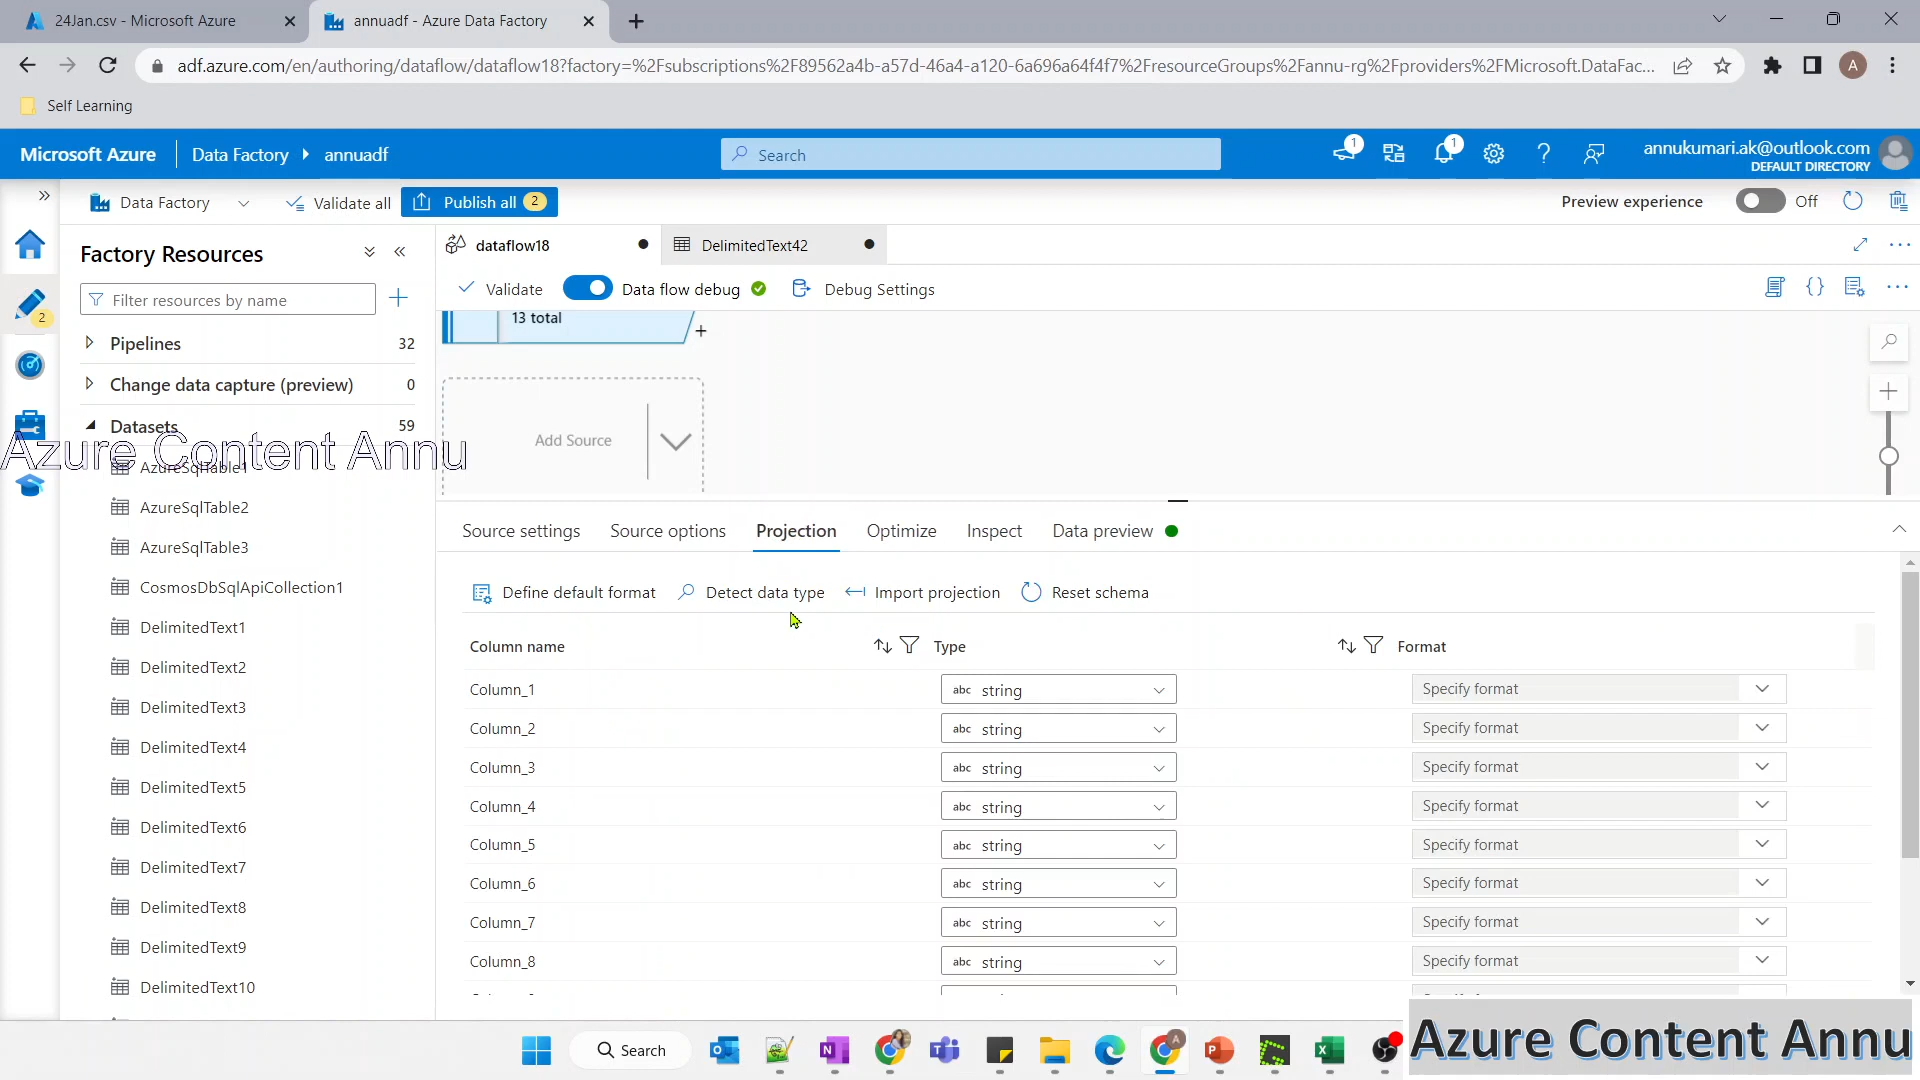 24Jan.csv - Microsoft Azure
annuadf - Azure Data Factory
adf.azure.com/en/authoring/dataflow/dataflow18?factory=%2Fsubscriptions%2F89562a4b-a57d-46a4-a120-6a696a64f4f7%2FresourceGroups%2Fannu-rg%2Fproviders%2FMicrosoft.DataFac...
A
Self Learning
Microsoft Azure
Data Factory
annuadf
Search
1
1
annukumari.ak@outlook.com
DEFAULT DIRECTORY
Data Factory
Validate all
Publish all 2
Preview experience
Off
Factory Resources
dataflow18
DelimitedText42
Filter resources by name
Validate
Data flow debug
Debug Settings
2
13 total
Pipelines 32
Change data capture (preview) 0
Datasets 59
Azure Content Annu
Add Source
AzureSqlTable1
AzureSqlTable2
AzureSqlTable3
CosmosDbSqlApiCollection1
DelimitedText1
DelimitedText2
DelimitedText3
DelimitedText4
DelimitedText5
DelimitedText6
DelimitedText7
DelimitedText8
DelimitedText9
DelimitedText10
Source settings
Source options
Projection
Optimize
Inspect
Data preview
Define default format
Detect data type
Import projection
Reset schema
Column name
Type
Format
Column_1 abc string Specify format
Column_2 abc string Specify format
Column_3 abc string Specify format
Column_4 abc string Specify format
Column_5 abc string Specify format
Column_6 abc string Specify format
Column_7 abc string Specify format
Column_8 abc string Specify format
Search
Azure Content Annu